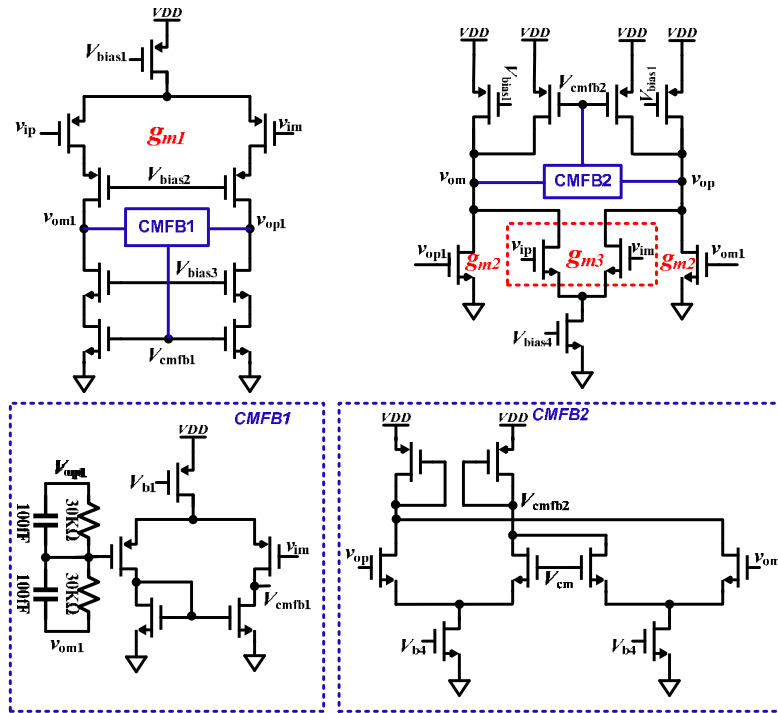 VDD
Vbias1
vip
gm1
vim
Vbias2
vom1
CMFB1
vop1
Vbias3
Vcmfb1
VDD
VDD
VDD
VDD
Vbias1
Vcmfb2
Vbias1
vom
CMFB2
vop
vop1
gm2
vip
gm3
vim
gm2
vom1
Vbias4
CMFB1
VDD
Vb1
100fF
30KΩ
vim
100fF
30KΩ
Vcmfb1
vom1
CMFB2
VDD
VDD
Vcmfb2
vop
Vcm
vom
Vb4
Vb4